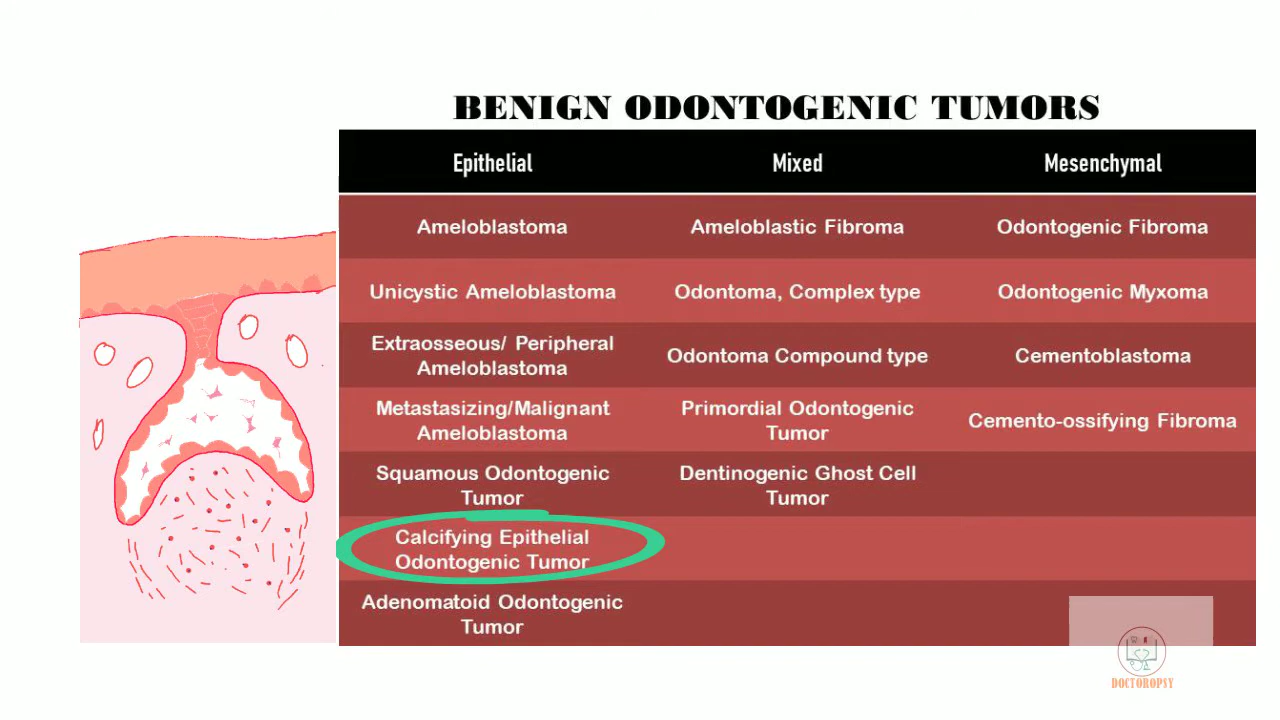 BENIGN ODONTOGENIC TUMORS
Epithelial Mixed Mesenchymal
Ameloblastoma Ameloblastic Fibroma Odontogenic Fibroma
Unicystic Ameloblastoma Odontoma, Complex type Odontogenic Myxoma
Extraosseous/ Peripheral
Ameloblastoma Odontoma Compound type Cementoblastoma
Metastasizing/Malignant
Ameloblastoma Primordial Odontogenic
Tumor Cemento-ossifying Fibroma
Squamous Odontogenic
Tumor Dentinogenic Ghost Cell
Tumor
Calcifying Epithelial
Odontogenic Tumor
Adenomatoid Odontogenic
Tumor
DOCTOROPSY